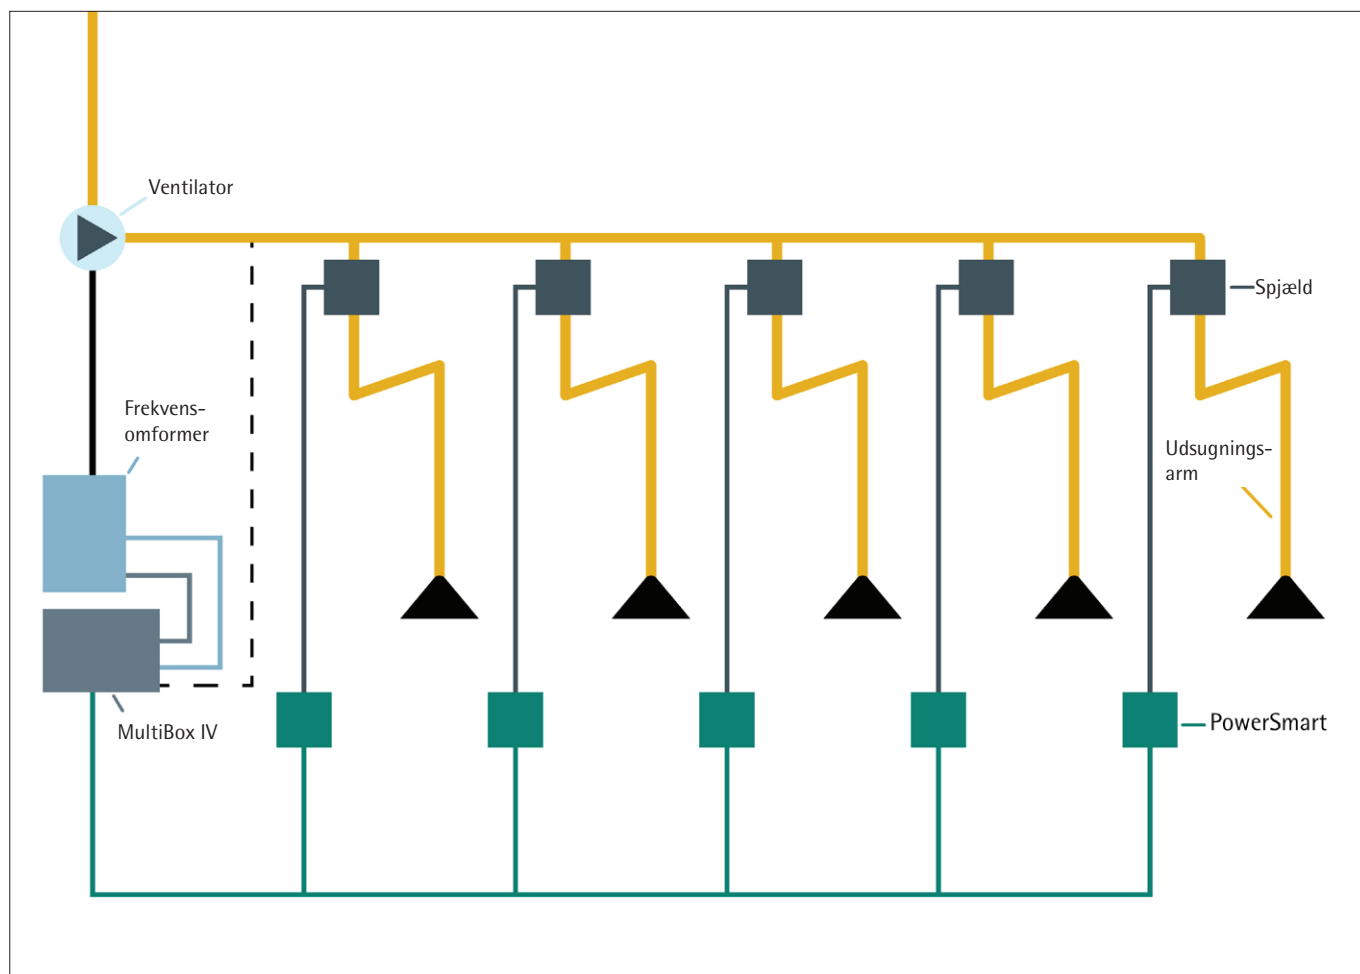 Ventilator
Spjæld
Frekvens-
omformer
Udsugnings-
arm
MultiBox IV
PowerSmart